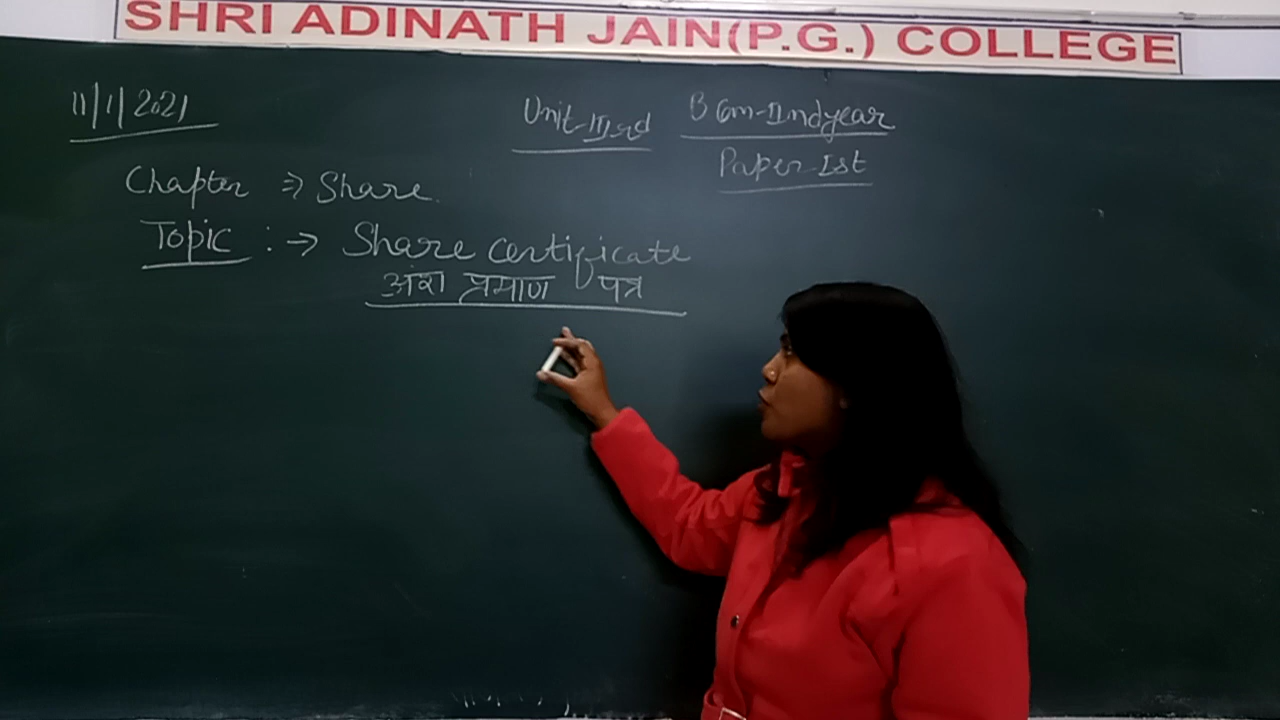 SHRI ADINATH JAIN(P.G.) COLLEGE
11/1/2021
Unit-IIIrd
B Com-IInd year
Paper-Ist
Chapter ⇒ Share.
Topic :→ Share certificate
अंश प्रमाण पत्र